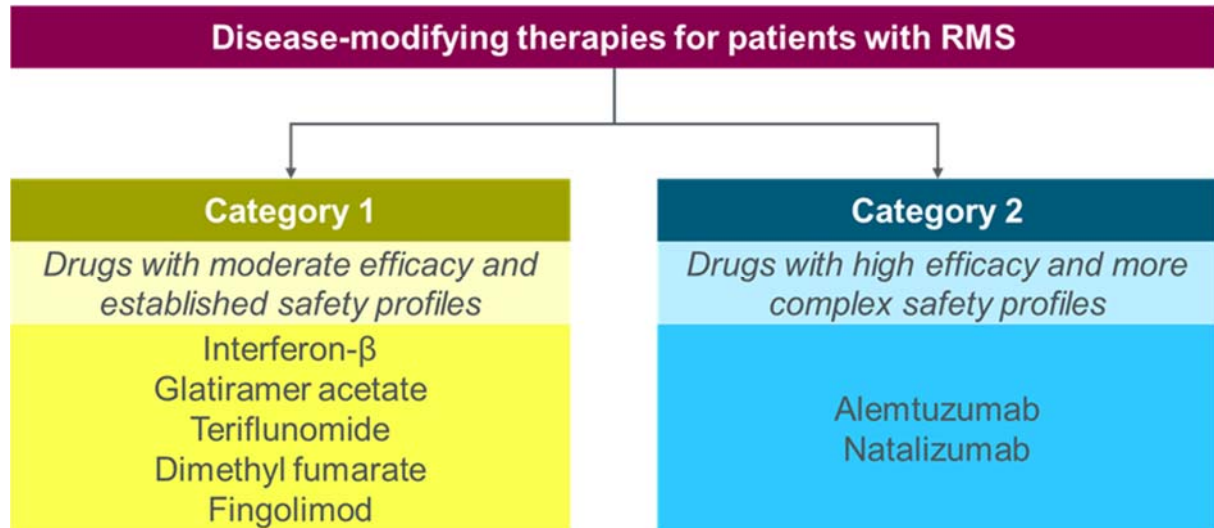 Disease-modifying therapies for patients with RMS
Category 1
Drugs with moderate efficacy and
established safety profiles
Interferon-β
Glatiramer acetate
Teriflunomide
Dimethyl fumarate
Fingolimod
Category 2
Drugs with high efficacy and more
complex safety profiles
Alemtuzumab
Natalizumab